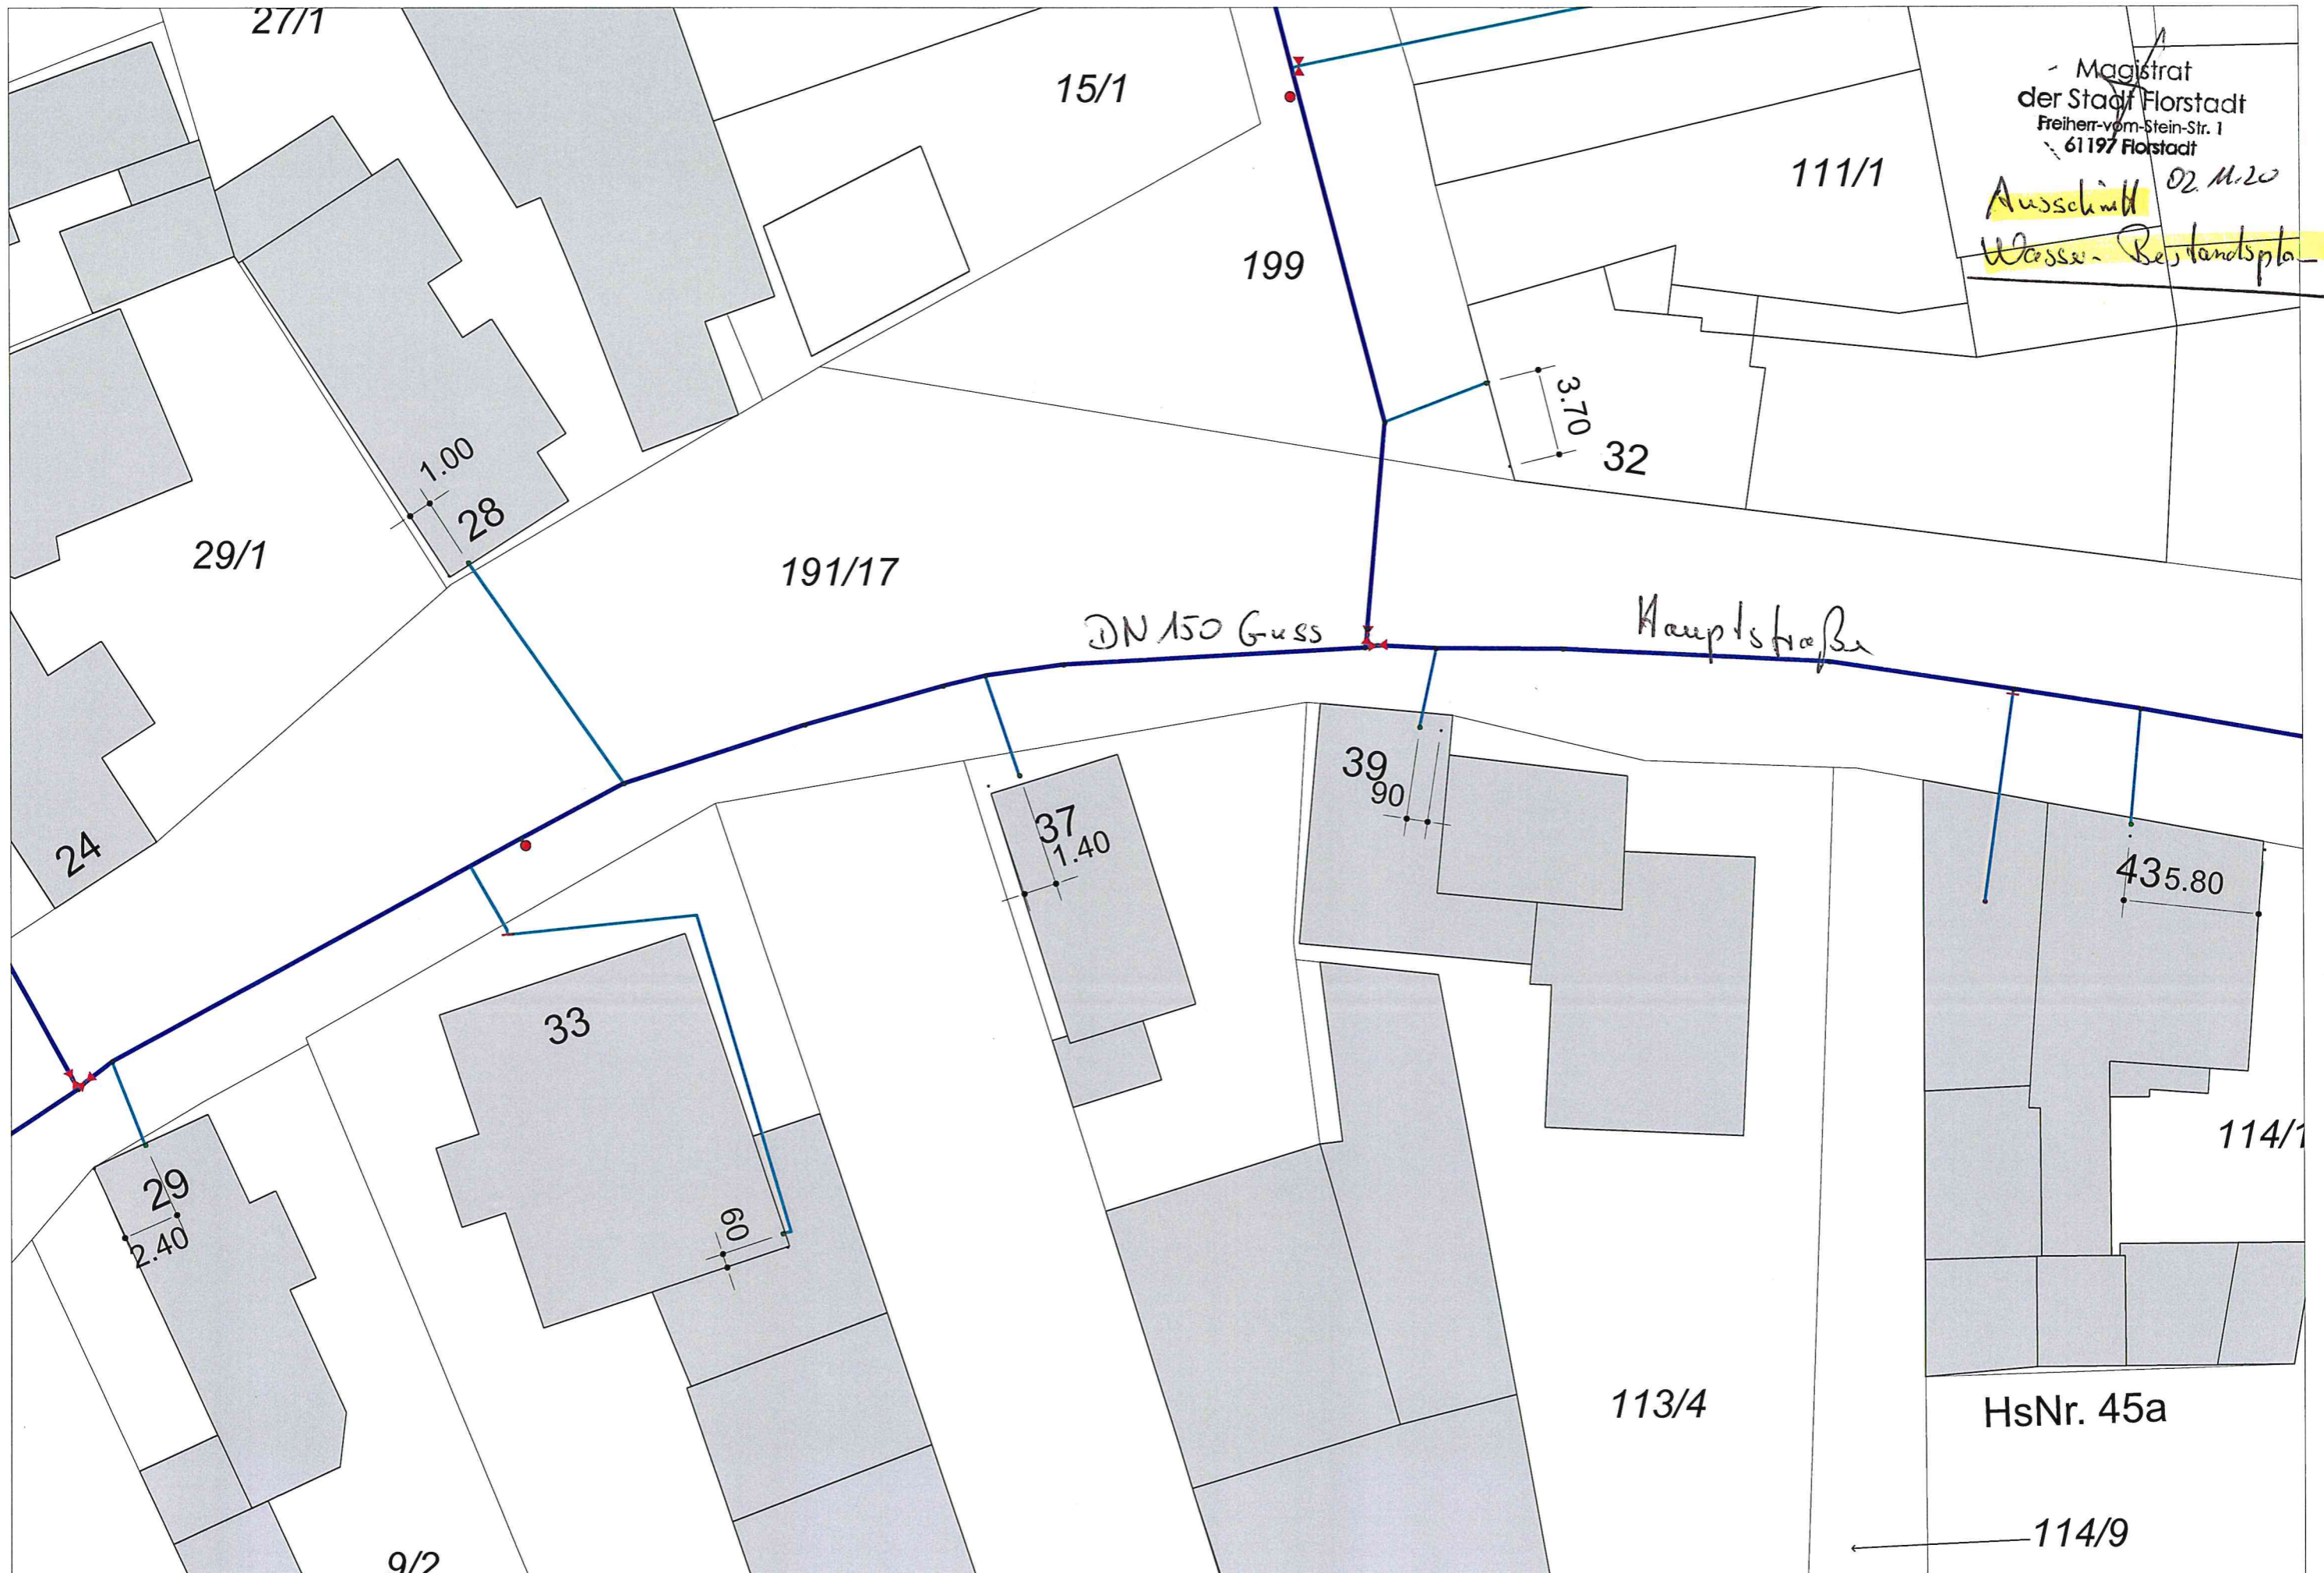 27/1
15/1
Magistrat
der Stadt Florstadt
Freiherr-vom-Stein-Str. 1
61197 Florstadt
02.11.20
Ausschnitt
Wasser-Bestandsplan
111/1
199
3.70
32
1.00
28
29/1
191/17
DN 150 Guss
Hauptstraße
24
39
90
37
1.40
43
5.80
33
29
2.40
60
114/1
113/4
HsNr. 45a
114/9
9/2